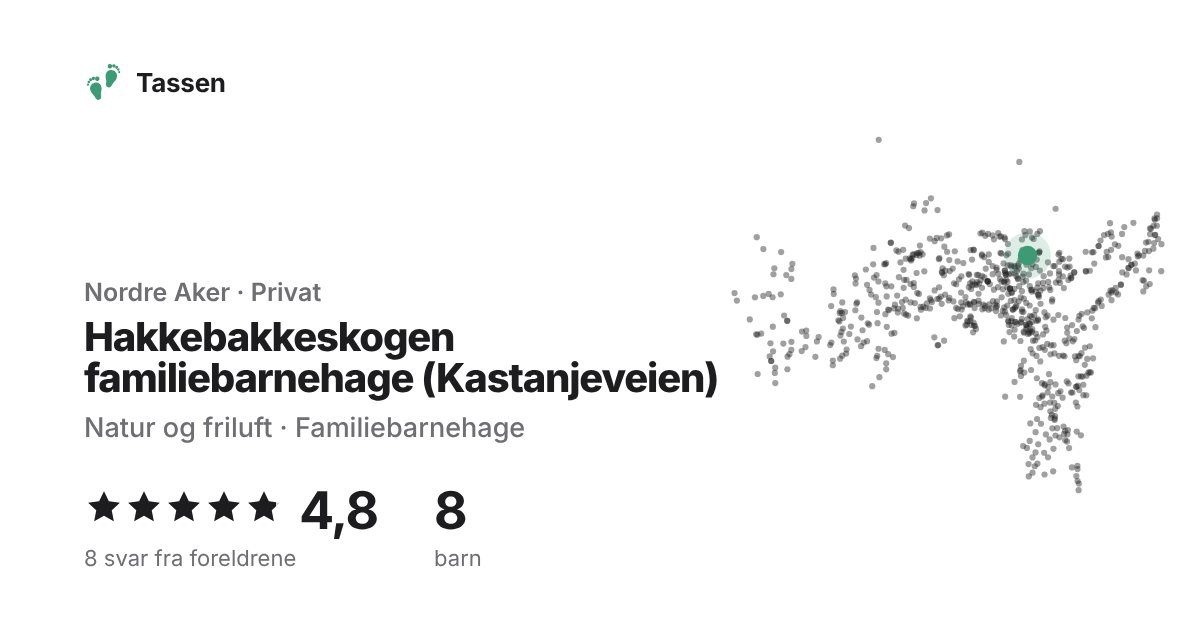 Tassen
Nordre Aker · Privat
Hakkebakkeskogen
familiebarnehage (Kastanjeveien)
Natur og friluft · Familiebarnehage
4,8
8
8 svar fra foreldrene
barn